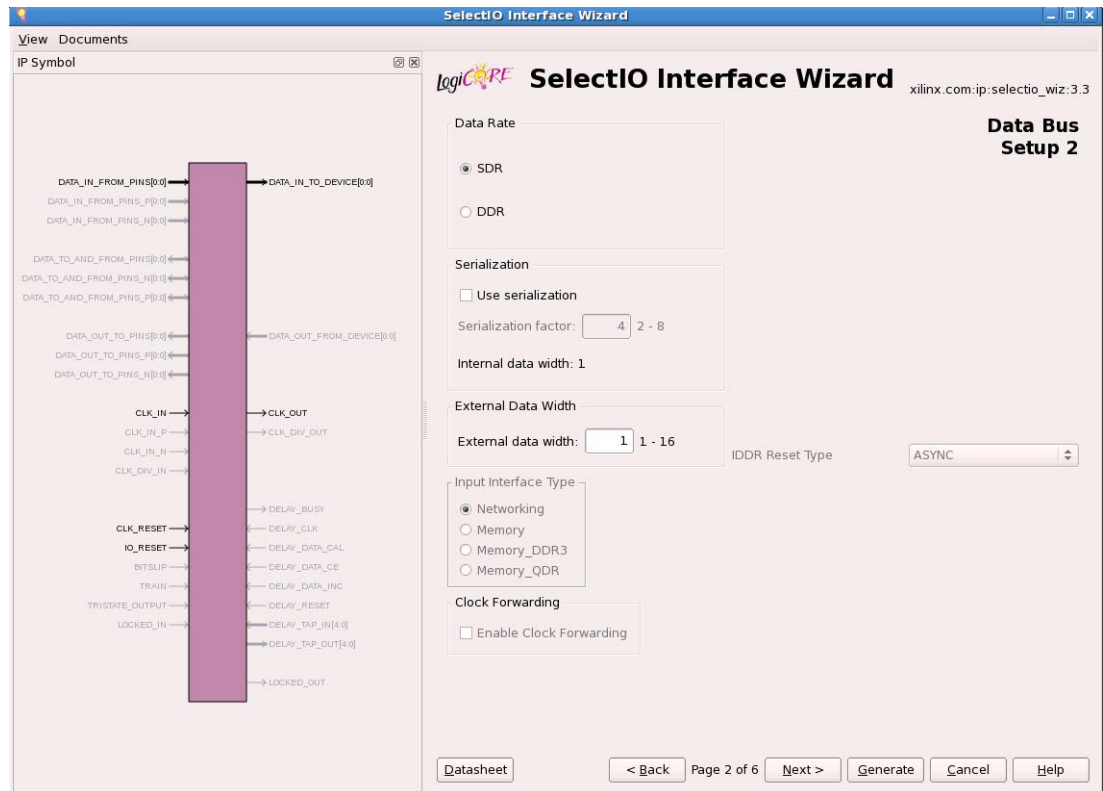 SelectIO Interface Wizard
View Documents
IP Symbol
DATA_IN_FROM_PINS[0:0]
DATA_IN_TO_DEVICE[0:0]
DATA_IN_FROM_PINS_P[0:0]
DATA_IN_FROM_PINS_N[0:0]
DATA_TO_AND_FROM_PINS[0:0]
DATA_TO_AND_FROM_PINS_N[0:0]
DATA_TO_AND_FROM_PINS_P[0:0]
DATA_OUT_TO_PINS[0:0]
DATA_OUT_FROM_DEVICE[0:0]
DATA_OUT_TO_PINS_P[0:0]
DATA_OUT_TO_PINS_N[0:0]
CLK_IN
CLK_OUT
CLK_IN_P
CLK_DIV_OUT
CLK_IN_N
CLK_DIV_IN
DELAY_BUSY
CLK_RESET
DELAY_CLK
IO_RESET
DELAY_DATA_CAL
BITSLIP
DELAY_DATA_CE
TRAIN
DELAY_DATA_INC
TRISTATE_OUTPUT
DELAY_RESET
LOCKED_IN
DELAY_TAP_IN[4:0]
DELAY_TAP_OUT[4:0]
LOCKED_OUT
LogiCORE
SelectIO Interface Wizard
xilinx.com:ip:selectio_wiz:3.3
Data Bus
Setup 2
Data Rate
SDR
DDR
Serialization
Use serialization
Serialization factor: 4 2 - 8
Internal data width: 1
External Data Width
External data width: 1 1 - 16
IDDR Reset Type ASYNC
Input Interface Type
Networking
Memory
Memory_DDR3
Memory_QDR
Clock Forwarding
Enable Clock Forwarding
Datasheet < Back Page 2 of 6 Next > Generate Cancel Help